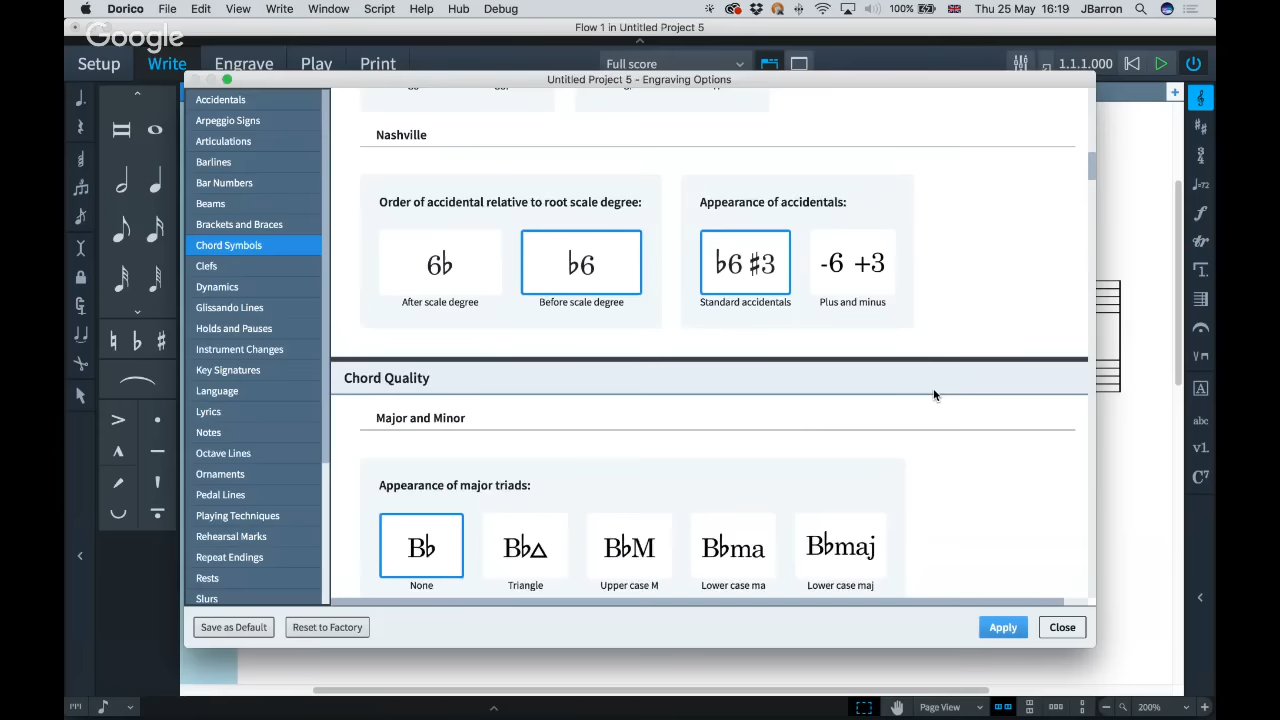 Dorico File Edit View Write Window Script Help Hub Debug 100% Thu 25 May 16:19 JBarron
Flow 1 in Untitled Project 5
Google
Setup Write Engrave Play Print Full score 1.1.1.000
Untitled Project 5 - Engraving Options
Accidentals
Arpeggio Signs
Articulations
Barlines
Bar Numbers
Beams
Brackets and Braces
Chord Symbols
Clefs
Dynamics
Glissando Lines
Holds and Pauses
Instrument Changes
Key Signatures
Language
Lyrics
Notes
Octave Lines
Ornaments
Pedal Lines
Playing Techniques
Rehearsal Marks
Repeat Endings
Rests
Slurs
Nashville
Order of accidental relative to root scale degree:
6♭ ♭6
After scale degree Before scale degree
Appearance of accidentals:
♭6 ♯3 -6 +3
Standard accidentals Plus and minus
Chord Quality
Major and Minor
Appearance of major triads:
B♭ B♭△ B♭M B♭ma B♭maj
None Triangle Upper case M Lower case ma Lower case maj
Save as Default Reset to Factory Apply Close
A
abc
v1.
C7
Page View 200%